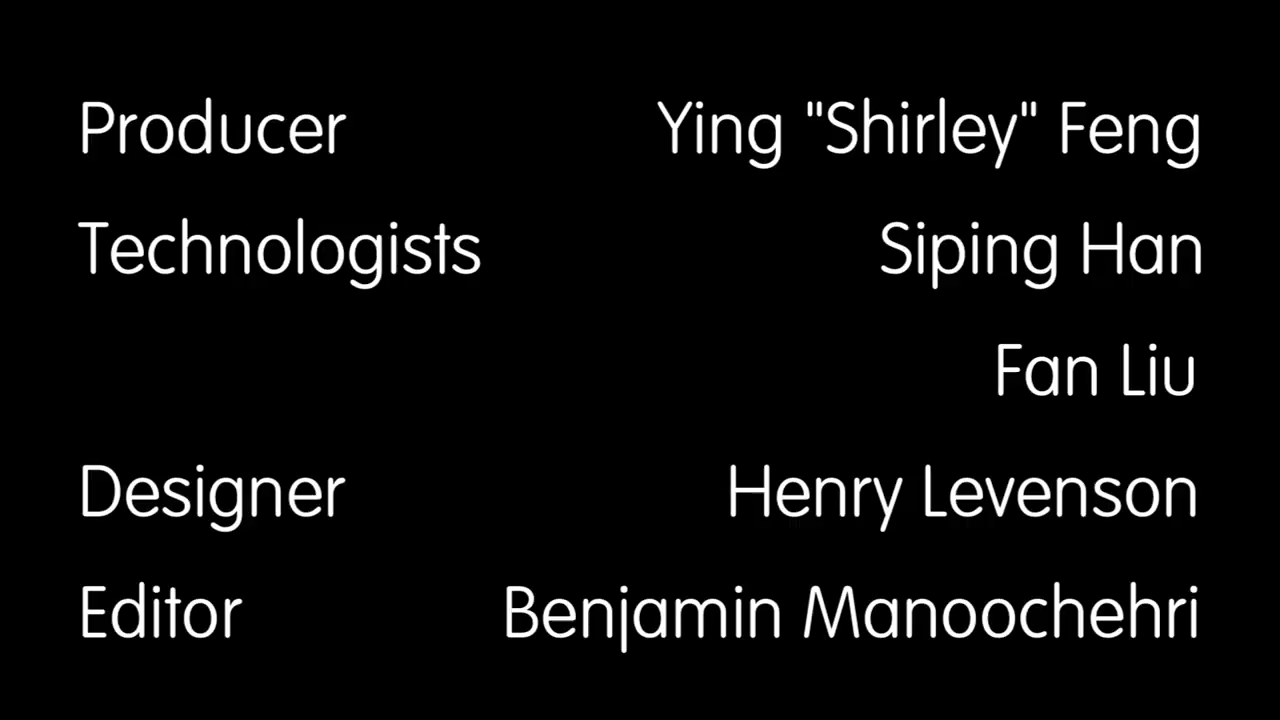 Producer Ying "Shirley" Feng
Technologists Siping Han
Fan Liu
Designer Henry Levenson
Editor Benjamin Manoochehri